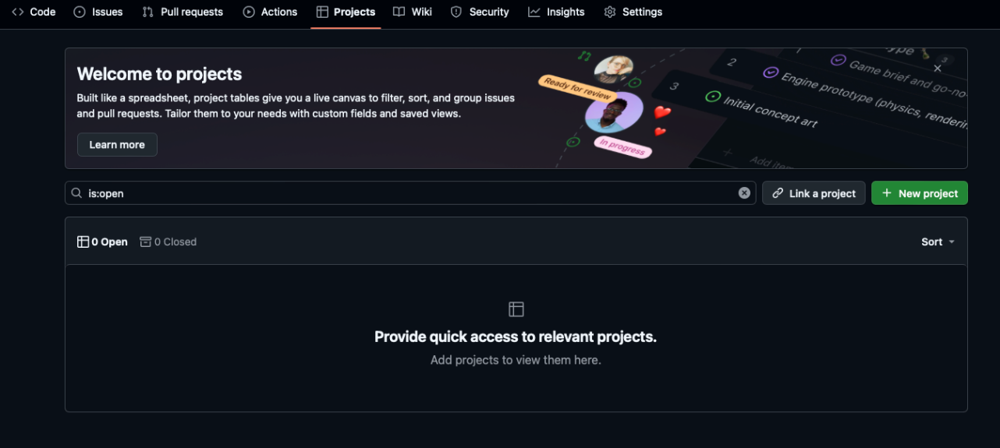 Code Issues Pull requests Actions Projects Wiki Security Insights Settings
Welcome to projects
Built like a spreadsheet, project tables give you a live canvas to filter, sort, and group issues
and pull requests. Tailor them to your needs with custom fields and saved views.
Learn more
Ready for review
In progress
1
2 Engine prototype (physics, renderin
3 Initial concept art
Game brief and go-no-
3
is:open
Link a project
New project
0 Open 0 Closed
Sort
Provide quick access to relevant projects.
Add projects to view them here.